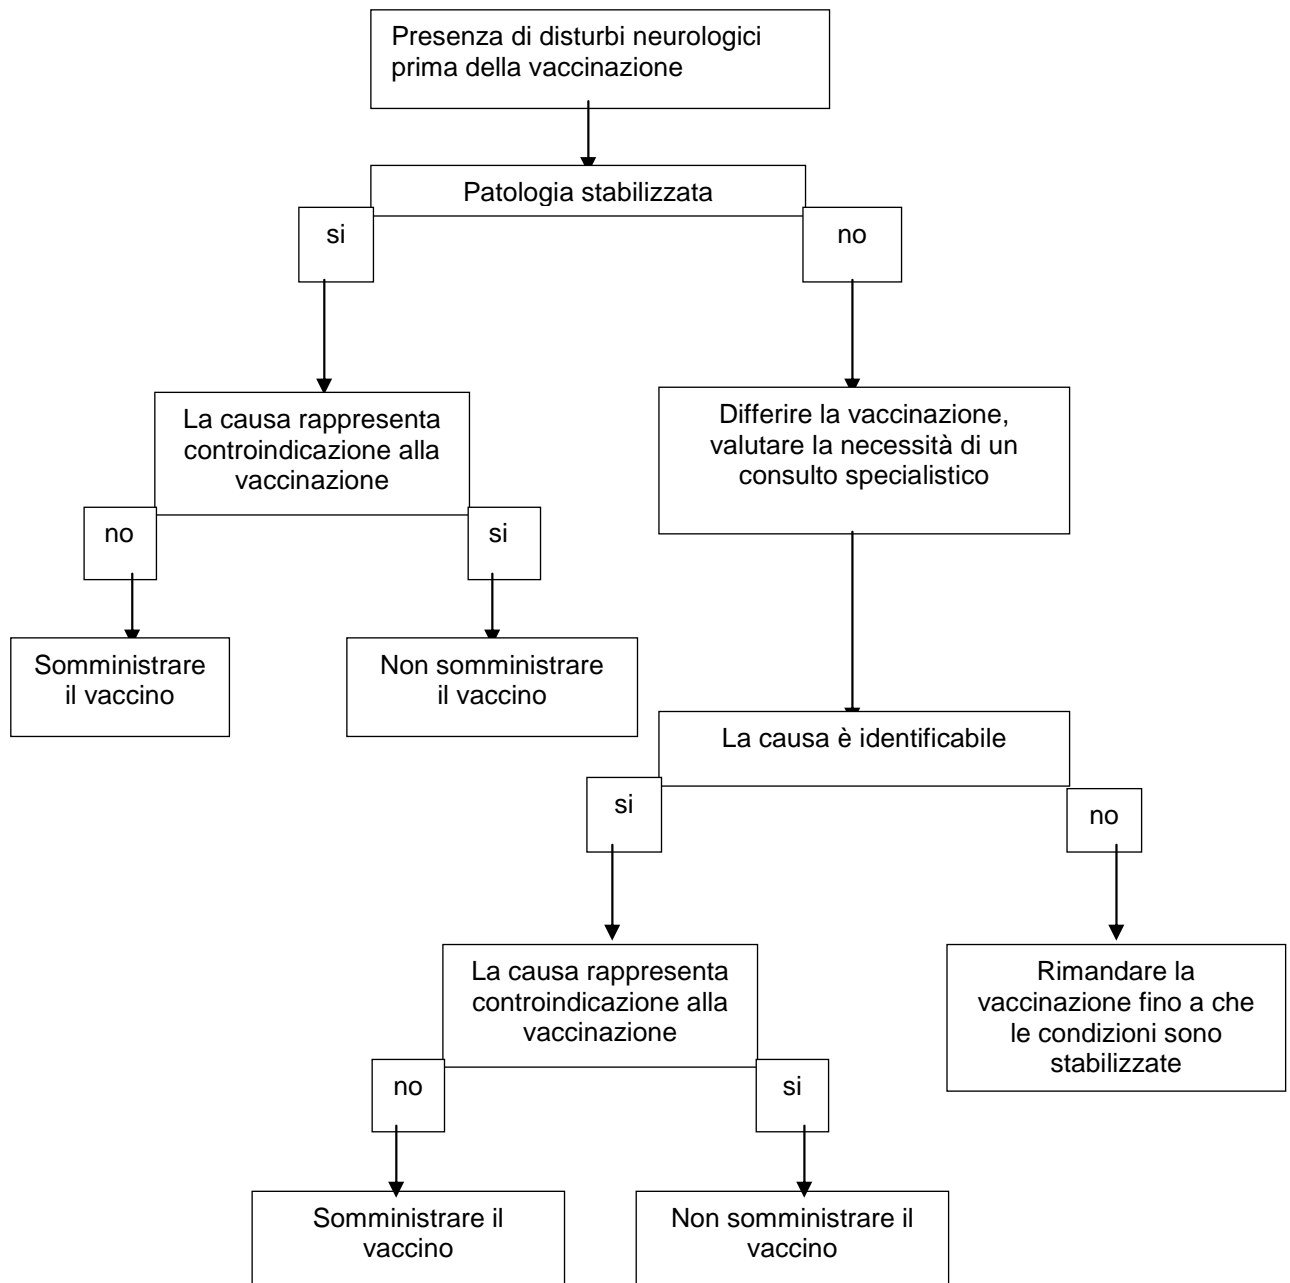 Presenza di disturbi neurologici
prima della vaccinazione
Patologia stabilizzata
si
no
La causa rappresenta
controindicazione alla
vaccinazione
Differire la vaccinazione,
valutare la necessità di un
consulto specialistico
no
si
Somministrare
il vaccino
Non somministrare
il vaccino
La causa è identificabile
si
no
La causa rappresenta
controindicazione alla
vaccinazione
Rimandare la
vaccinazione fino a che
le condizioni sono
stabilizzate
no
si
Somministrare il
vaccino
Non somministrare il
vaccino